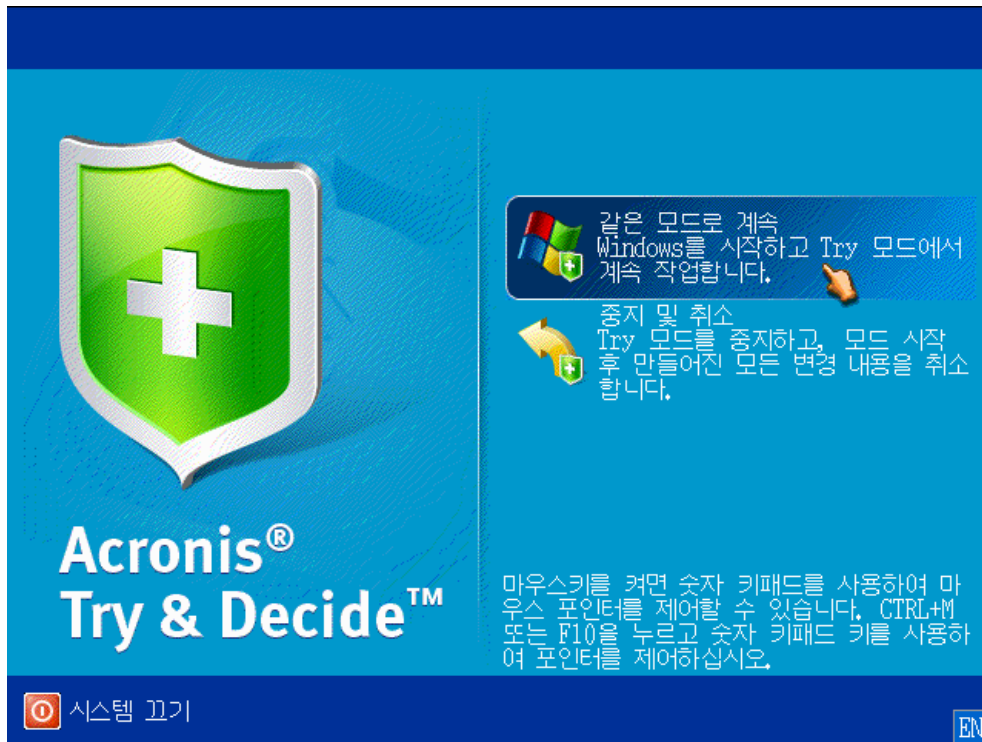 Acronis®
Try & Decide™
같은 모드로 계속
Windows를 시작하고 Try 모드에서
계속 작업합니다.
중지 및 취소
Try 모드를 중지하고, 모드 시작
후 만들어진 모든 변경 내용을 취소
합니다.
마우스키를 켜면 숫자 키패드를 사용하여 마
우스 포인터를 제어할 수 있습니다. CTRL+M
또는 F10을 누르고 숫자 키패드 키를 사용하
여 포인터를 제어하십시오.
시스템 끄기
EN